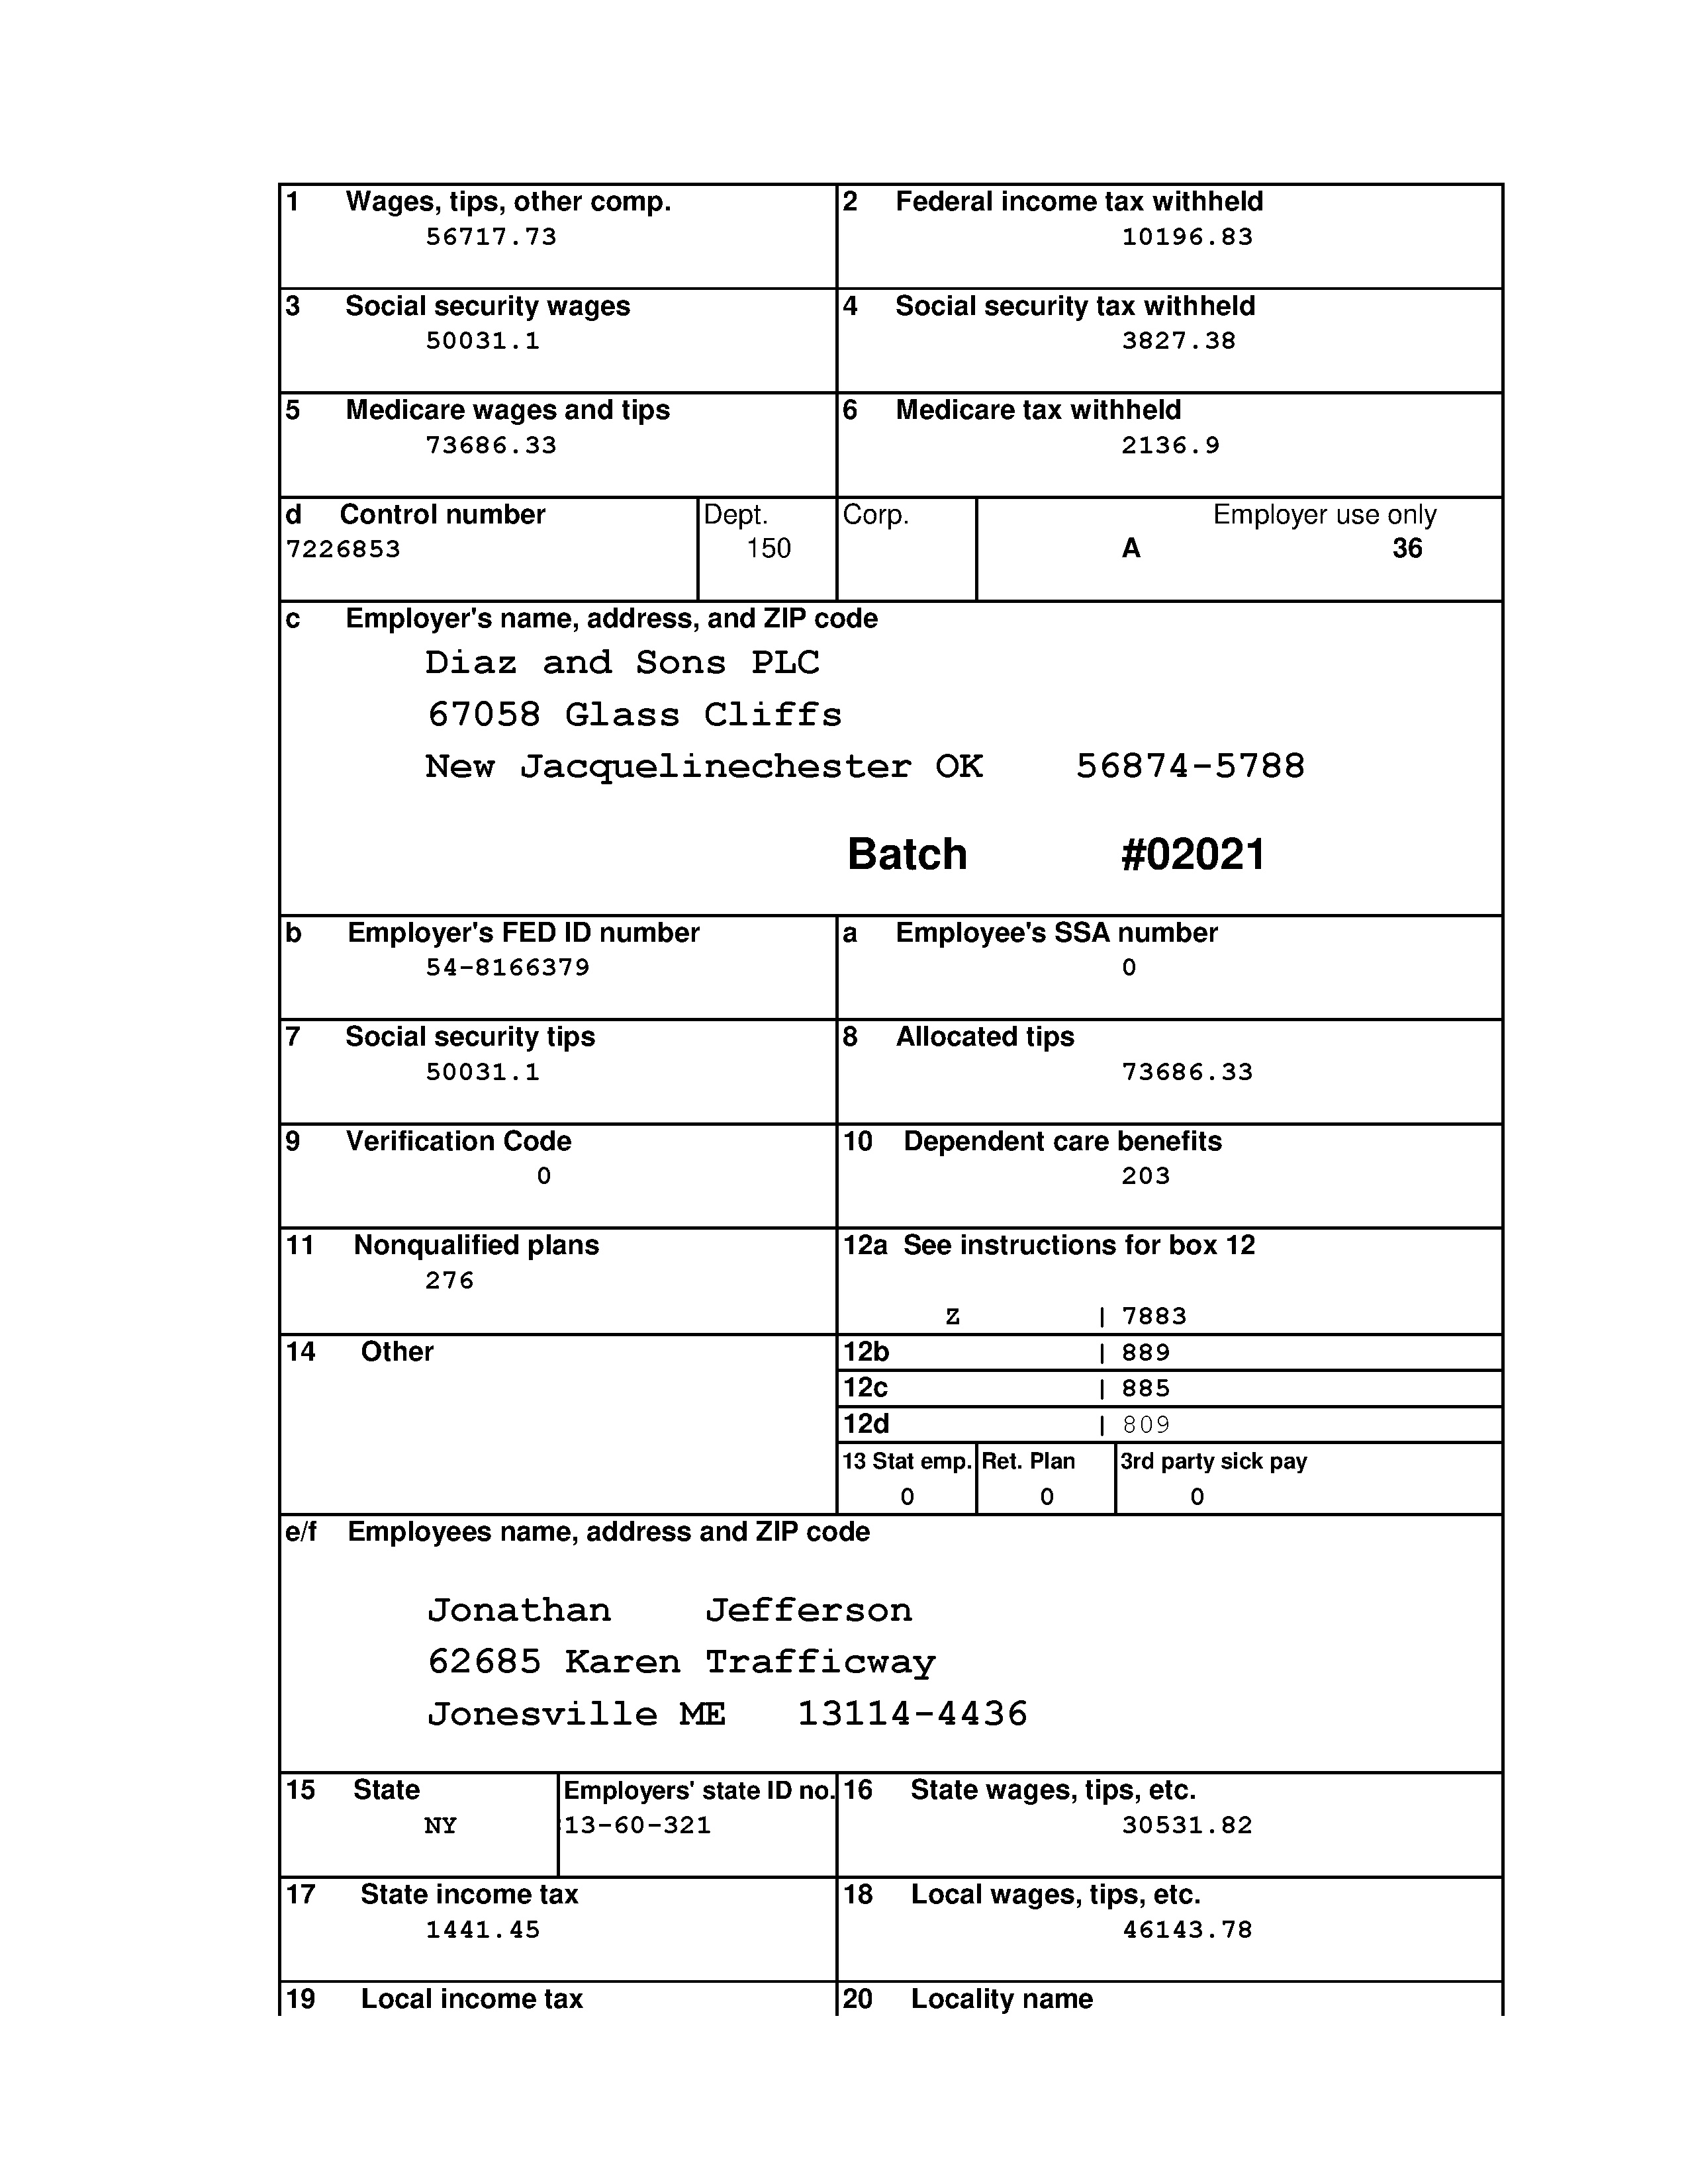 1 Wages, tips, other comp. 2 Federal income tax withheld
56717.73 10196.83
3 Social security wages 4 Social security tax withheld
50031.1 3827.38
5 Medicare wages and tips 6 Medicare tax withheld
73686.33 2136.9
d Control number Dept. Corp. Employer use only
7226853 150 A 36
c Employer's name, address, and ZIP code
Diaz and Sons PLC
67058 Glass Cliffs
New Jacquelinechester OK 56874-5788
Batch #02021
b Employer's FED ID number a Employee's SSA number
54-8166379 0
7 Social security tips 8 Allocated tips
50031.1 73686.33
9 Verification Code 10 Dependent care benefits
0 203
11 Nonqualified plans 12a See instructions for box 12
276
Z | 7883
14 Other 12b | 889
12c | 885
12d | 809
13 Stat emp. Ret. Plan 3rd party sick pay
0 0 0
e/f Employees name, address and ZIP code
Jonathan Jefferson
62685 Karen Trafficway
Jonesville ME 13114-4436
15 State Employers' state ID no. 16 State wages, tips, etc.
NY 13-60-321 30531.82
17 State income tax 18 Local wages, tips, etc.
1441.45 46143.78
19 Local income tax 20 Locality name